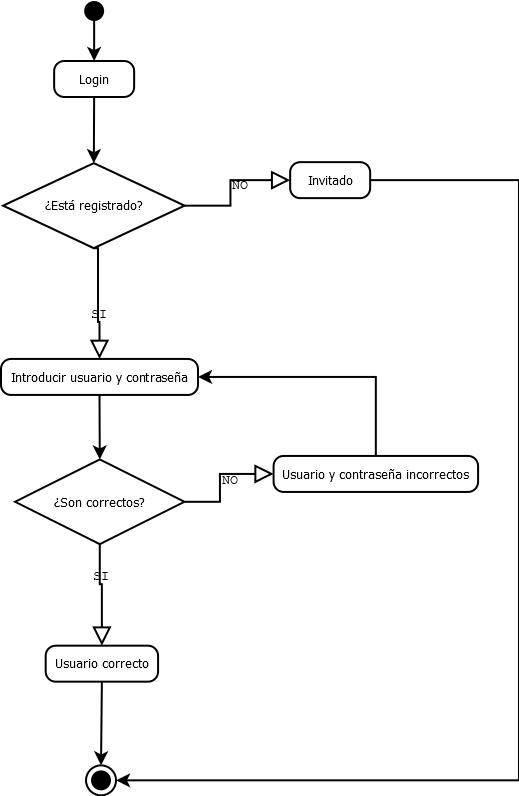 Login
¿Está registrado?
NO
Invitado
SI
Introducir usuario y contraseña
¿Son correctos?
NO
Usuario y contraseña incorrectos
SI
Usuario correcto